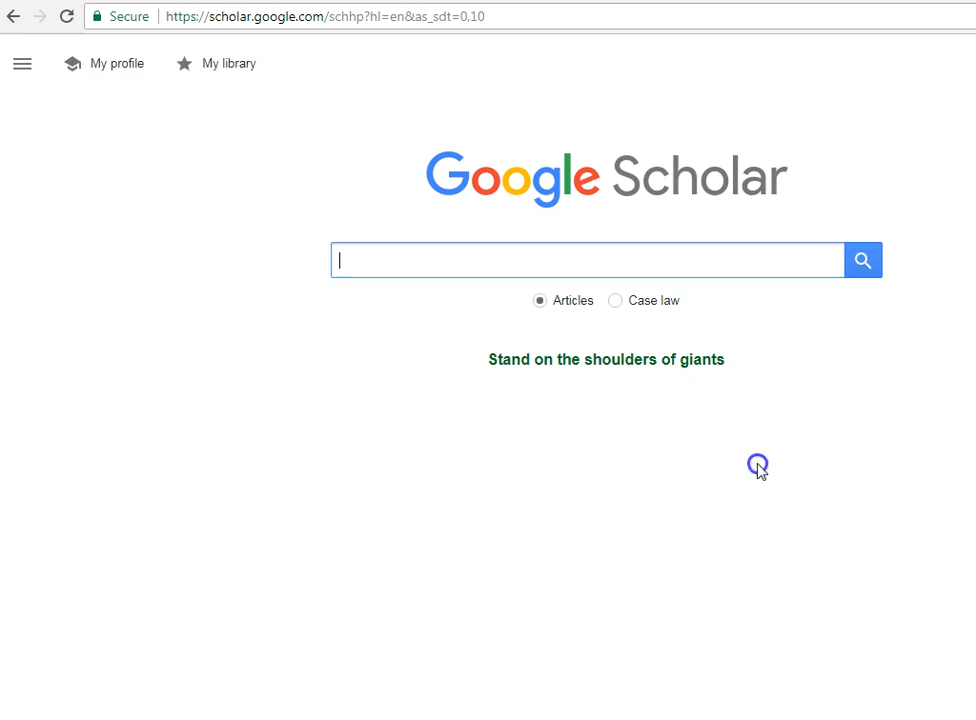 Secure https://scholar.google.com/schhp?hl=en&as_sdt=0,10
My profile My library
Google Scholar
Articles Case law
Stand on the shoulders of giants